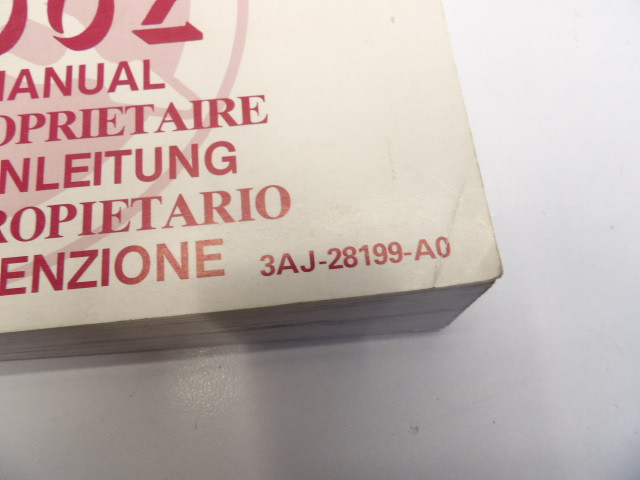 MANUAL
OPRIETAIRE
NLEITUNG
ROPIETARIO
ENZIONE 3AJ-28199-A0